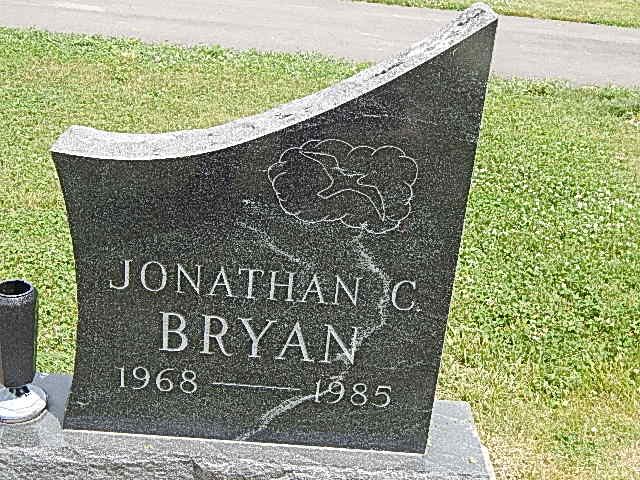 JONATHAN C.
BRYAN
1968 — 1985